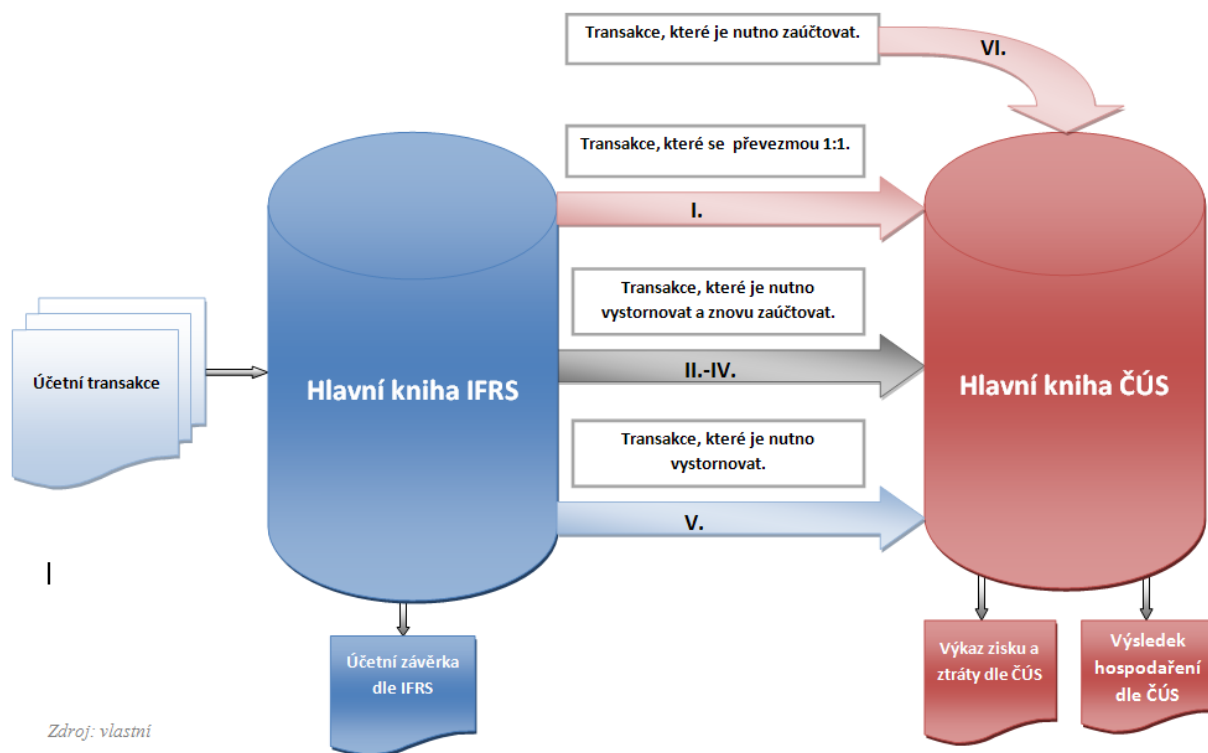 Transakce, které je nutno zaúčtovat.
VI.
Transakce, které se převezmou 1:1.
I.
Transakce, které je nutno
vystornovat a znovu zaúčtovat.
II.-IV.
Transakce, které je nutno
vystornovat.
V.
Účetní transakce
Hlavní kniha IFRS
Hlavní kniha ČÚS
Účetní závěrka
dle IFRS
Výkaz zisku a
ztráty dle ČÚS
Výsledek
hospodaření
dle ČÚS
Zdroj: vlastní